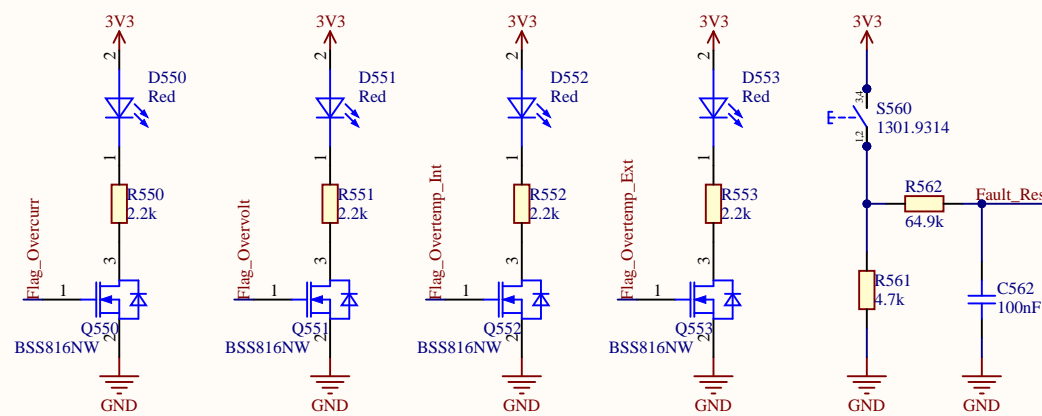 3V3
3V3
3V3
3V3
3V3
2
2
2
2
D550
Red
D551
Red
D552
Red
D553
Red
3,4
S560
1301.9314
1,2
1
1
1
1
R550
2.2k
R551
2.2k
R552
2.2k
R553
2.2k
R562
64.9k
Fault_Res
Flag_Overcurr
Flag_Overvolt
Flag_Overtemp_Int
Flag_Overtemp_Ext
3
3
3
3
1
1
1
1
R561
4.7k
C562
100nF
Q550
Q551
Q552
Q553
2
2
2
2
BSS816NW
BSS816NW
BSS816NW
BSS816NW
GND
GND
GND
GND
GND
GND